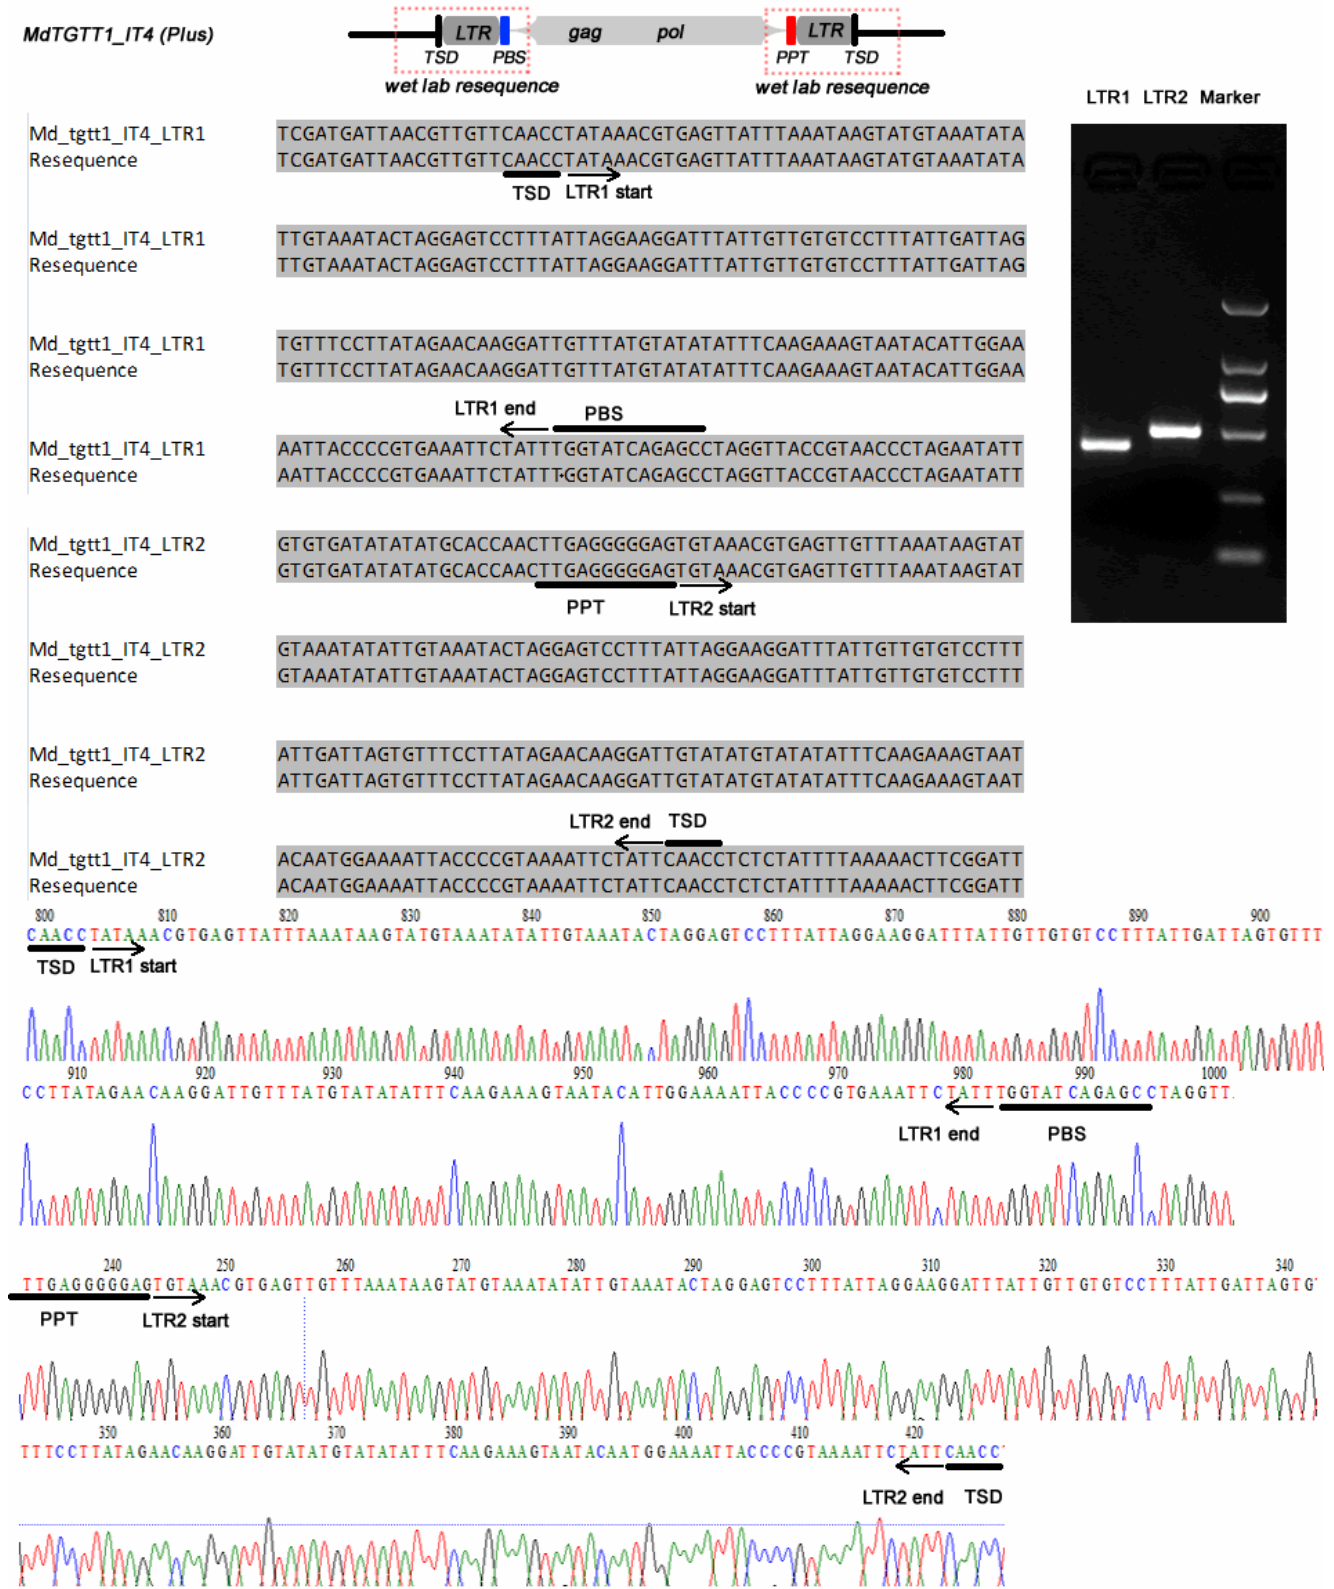 MdTGTT1_IT4 (Plus)
LTR gag pol LTR
TSD PBS PPT TSD
wet lab resequence wet lab resequence
LTR1 LTR2 Marker
Md_tgtt1_IT4_LTR1 TCGATGATTAACGTTGTTCAACCTATAAACGTGAGTTATTTAAATAAGTATGTAAATATA
Resequence TCGATGATTAACGTTGTTCAACCTATAAACGTGAGTTATTTAAATAAGTATGTAAATATA
TSD LTR1 start
Md_tgtt1_IT4_LTR1 TTGTAAATACTAGGAGTCCTTTATTAGGAAGGATTTATTGTTGTGTCCTTTATTGATTAG
Resequence TTGTAAATACTAGGAGTCCTTTATTAGGAAGGATTTATTGTTGTGTCCTTTATTGATTAG
Md_tgtt1_IT4_LTR1 TGTTTCCTTATAGAACAAGGATTGTTTATGTATATATTTCAAGAAAGTAATACATTGGAA
Resequence TGTTTCCTTATAGAACAAGGATTGTTTATGTATATATTTCAAGAAAGTAATACATTGGAA
LTR1 end PBS
Md_tgtt1_IT4_LTR1 AATTACCCCGTGAAATTCTATTTGGTATCAGAGCCTAGGTTACCGTAACCCTAGAATATT
Resequence AATTACCCCGTGAAATTCTATTTGGTATCAGAGCCTAGGTTACCGTAACCCTAGAATATT
Md_tgtt1_IT4_LTR2 GTGTGATATATATGCACCAACTTGAGGGGGAGTGTAAACGTGAGTTGTTTAAATAAGTAT
Resequence GTGTGATATATATGCACCAACTTGAGGGGGAGTGTAAACGTGAGTTGTTTAAATAAGTAT
PPT LTR2 start
Md_tgtt1_IT4_LTR2 GTAAATATATTGTAAATACTAGGAGTCCTTTATTAGGAAGGATTTATTGTTGTGTCCTTT
Resequence GTAAATATATTGTAAATACTAGGAGTCCTTTATTAGGAAGGATTTATTGTTGTGTCCTTT
Md_tgtt1_IT4_LTR2 ATTGATTAGTGTTTCCTTATAGAACAAGGATTGTATATGTATATATTTCAAGAAAGTAAT
Resequence ATTGATTAGTGTTTCCTTATAGAACAAGGATTGTATATGTATATATTTCAAGAAAGTAAT
LTR2 end TSD
Md_tgtt1_IT4_LTR2 ACAATGGAAAATTACCCCGTAAAATTCTATTCAACCTCTCTATTTTAAAAACTTCGGATT
Resequence ACAATGGAAAATTACCCCGTAAAATTCTATTCAACCTCTCTATTTTAAAAACTTCGGATT
800 810 820 830 840 850 860 870 880 890 900
CAACCTATAAACGTGAGTTATTTAAATAAGTATGTAAATATATTGTAAATACTAGGAGTCCTTTATTAGGAAGGATTTATTGTTGTGTCCTTTATTGATTAGTGTTT
TSD LTR1 start
910 920 930 940 950 960 970 980 990 1000
CCTTATAGAACAAGGATTGTTTATGTATATATTTCAAGAAAGTAATACATTGGAAAATTACCCCGTGAAATTCTATTTGGTATCAGAGCCTAGGTT
LTR1 end PBS
240 250 260 270 280 290 300 310 320 330 340
TTGAGGGGGAGTGTAAACGTGAGTTGTTTAAATAAGTATGTAAATATATTGTAAATACTAGGAGTCCTTTATTAGGAAGGATTTATTGTTGTGTCCTTTATTGATTAGTG
PPT LTR2 start
350 360 370 380 390 400 410 420
TTTCCTTATAGAACAAGGATTGTATATGTATATATTTCAAGAAAGTAATACAATGGAAAATTACCCCGTAAAATTCTATTCAACC
LTR2 end TSD